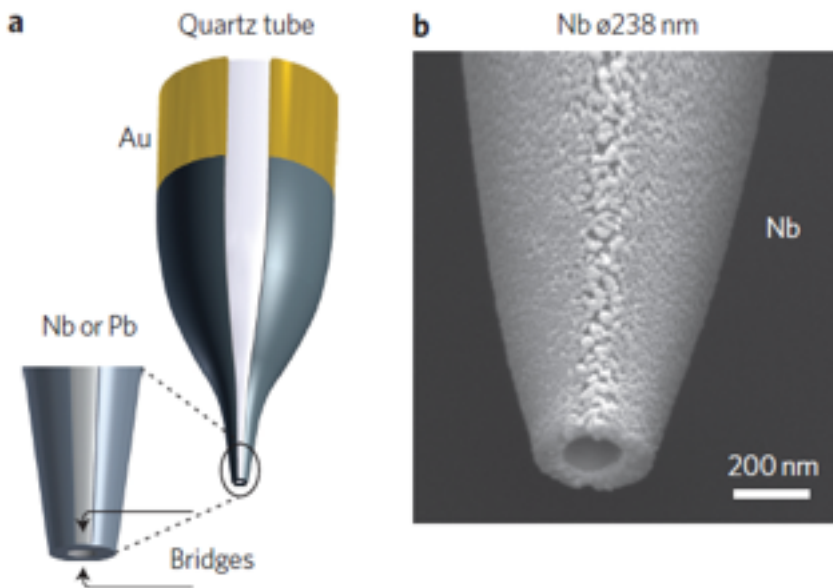 a
Quartz tube
Au
Nb or Pb
Bridges
b
Nb ø238 nm
Nb
200 nm